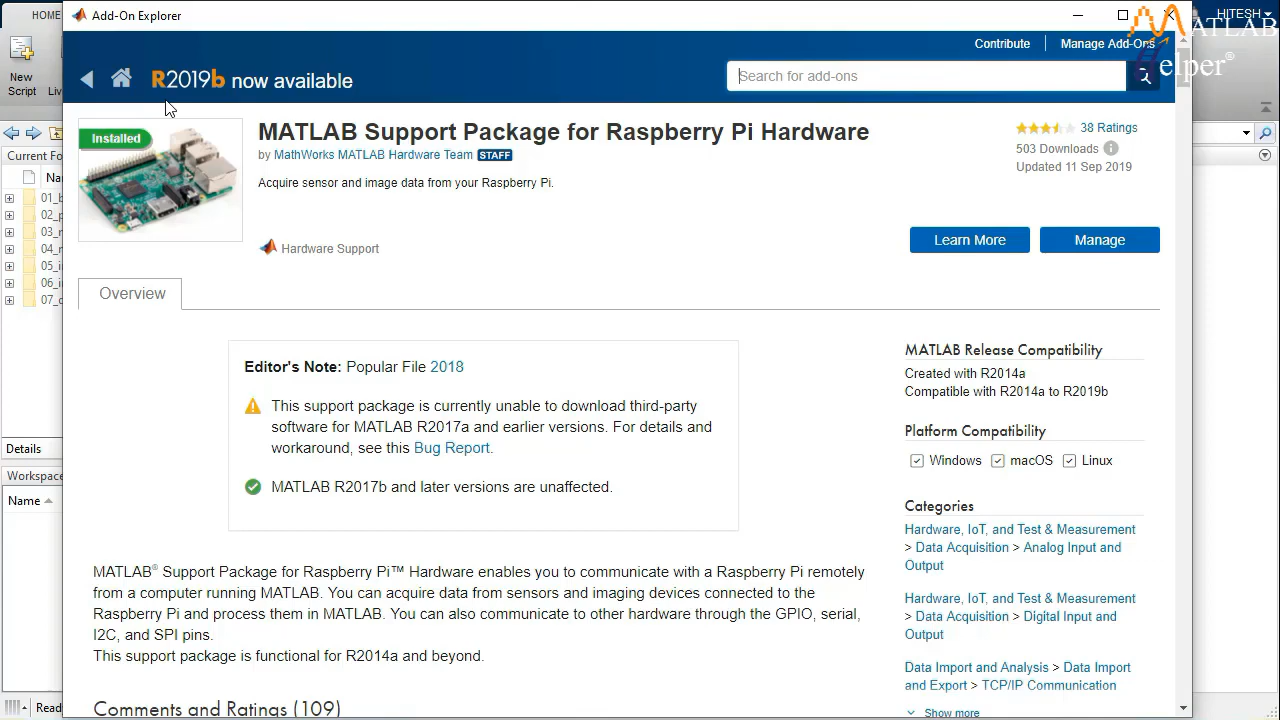 HOME
Add-On Explorer
HITESH
MATLAB
Helper®
New
Script
Contribute
Manage Add-Ons
R2019b now available
Search for add-ons
Current Fo
Installed
MATLAB Support Package for Raspberry Pi Hardware
by MathWorks MATLAB Hardware Team STAFF
Acquire sensor and image data from your Raspberry Pi.
38 Ratings
503 Downloads
Updated 11 Sep 2019
Hardware Support
Learn More
Manage
Overview
Editor's Note: Popular File 2018
This support package is currently unable to download third-party
software for MATLAB R2017a and earlier versions. For details and
workaround, see this Bug Report.
MATLAB R2017b and later versions are unaffected.
MATLAB Release Compatibility
Created with R2014a
Compatible with R2014a to R2019b
Platform Compatibility
Windows macOS Linux
Categories
Hardware, IoT, and Test & Measurement
> Data Acquisition > Analog Input and
Output
Hardware, IoT, and Test & Measurement
> Data Acquisition > Digital Input and
Output
Data Import and Analysis > Data Import
and Export > TCP/IP Communication
Show more
MATLAB® Support Package for Raspberry Pi™ Hardware enables you to communicate with a Raspberry Pi remotely
from a computer running MATLAB. You can acquire data from sensors and imaging devices connected to the
Raspberry Pi and process them in MATLAB. You can also communicate to other hardware through the GPIO, serial,
I2C, and SPI pins.
This support package is functional for R2014a and beyond.
Comments and Ratings (109)
Details
Workspace
Name